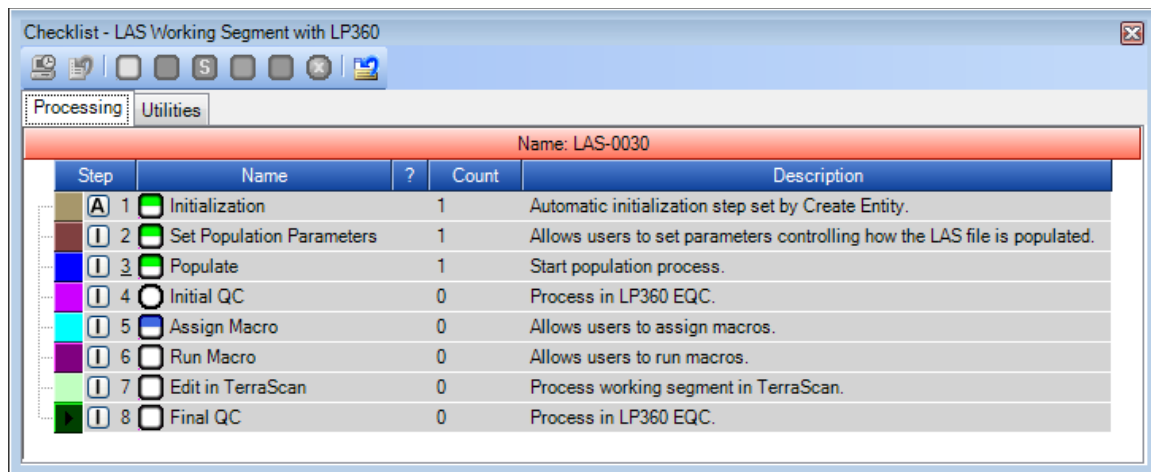 Checklist - LAS Working Segment with LP360
S
Processing Utilities
Name: LAS-0030
Step Name ? Count Description
A 1 Initialization 1 Automatic initialization step set by Create Entity.
I 2 Set Population Parameters 1 Allows users to set parameters controlling how the LAS file is populated.
I 3 Populate 1 Start population process.
I 4 Initial QC 0 Process in LP360 EQC.
I 5 Assign Macro 0 Allows users to assign macros.
I 6 Run Macro 0 Allows users to run macros.
I 7 Edit in TerraScan 0 Process working segment in TerraScan.
I 8 Final QC 0 Process in LP360 EQC.